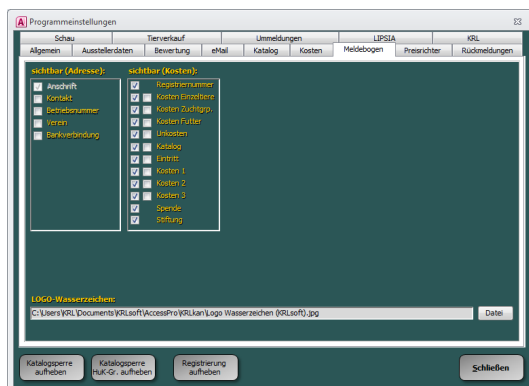 Programmeinstellungen
Schau Tierverkauf Ummeldungen LIPSIA KRL
Allgemein Ausstellerdaten Bewertung eMail Katalog Kosten Meldebogen Preisrichter Rückmeldungen
sichtbar (Adresse): sichtbar (Kosten):
Anschrift
Kontakt
Betriebsnummer
Verein
Bankverbindung
Registriernummer
Kosten Einzeltiere
Kosten Zuchtgrp.
Kosten Futter
Unkosten
Katalog
Eintritt
Kosten 1
Kosten 2
Kosten 3
Spende
Stiftung
LOGO-Wasserzeichen:
C:\Users\KRL\Documents\KRLsoft\AccessPro\KRLkan\Logo Wasserzeichen (KRLsoft).jpg Datei
Katalogsperre aufheben
Katalogsperre HuK-Gr. aufheben
Registrierung aufheben
Schließen